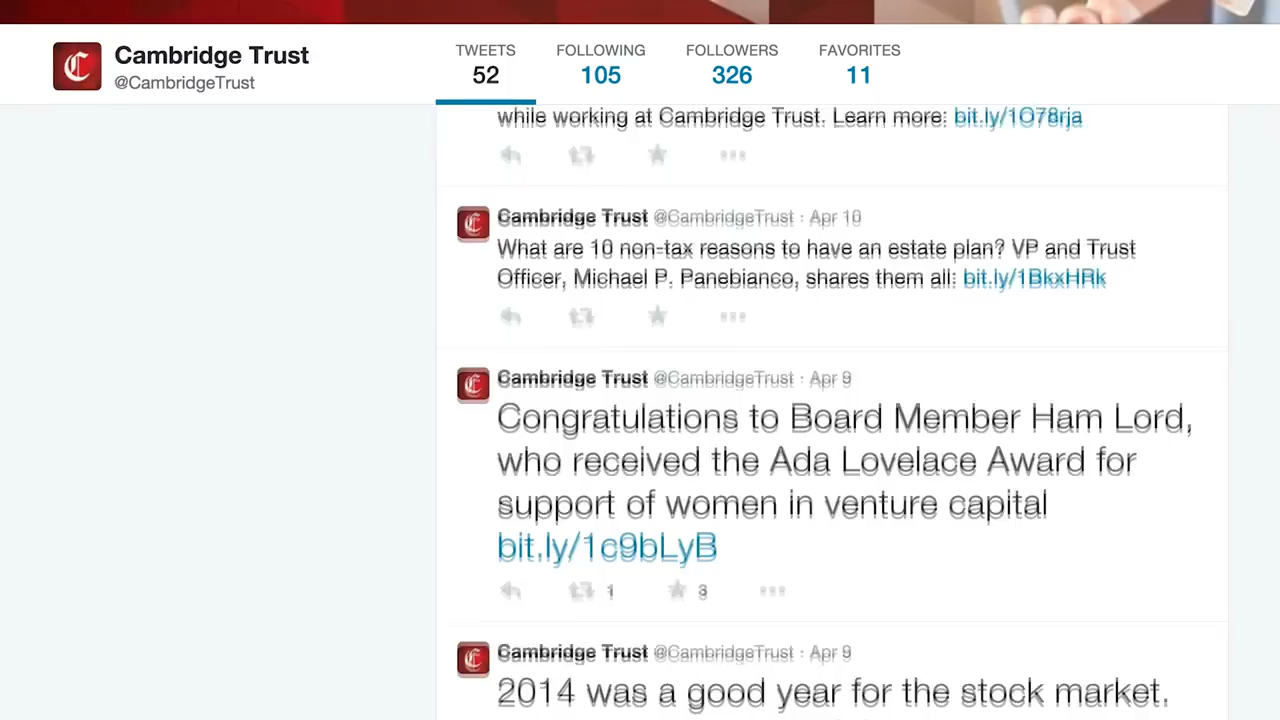 Cambridge Trust
@CambridgeTrust
TWEETS
52
FOLLOWING
105
FOLLOWERS
326
FAVORITES
11
while working at Cambridge Trust. Learn more: bit.ly/1O78rja
Cambridge Trust @CambridgeTrust · Apr 10
What are 10 non-tax reasons to have an estate plan? VP and Trust
Officer, Michael P. Panebianco, shares them all: bit.ly/1BkxHRk
Cambridge Trust @CambridgeTrust · Apr 9
Congratulations to Board Member Ham Lord,
who received the Ada Lovelace Award for
support of women in venture capital
bit.ly/1c9bLyB
1 3
Cambridge Trust @CambridgeTrust · Apr 9
2014 was a good year for the stock market.